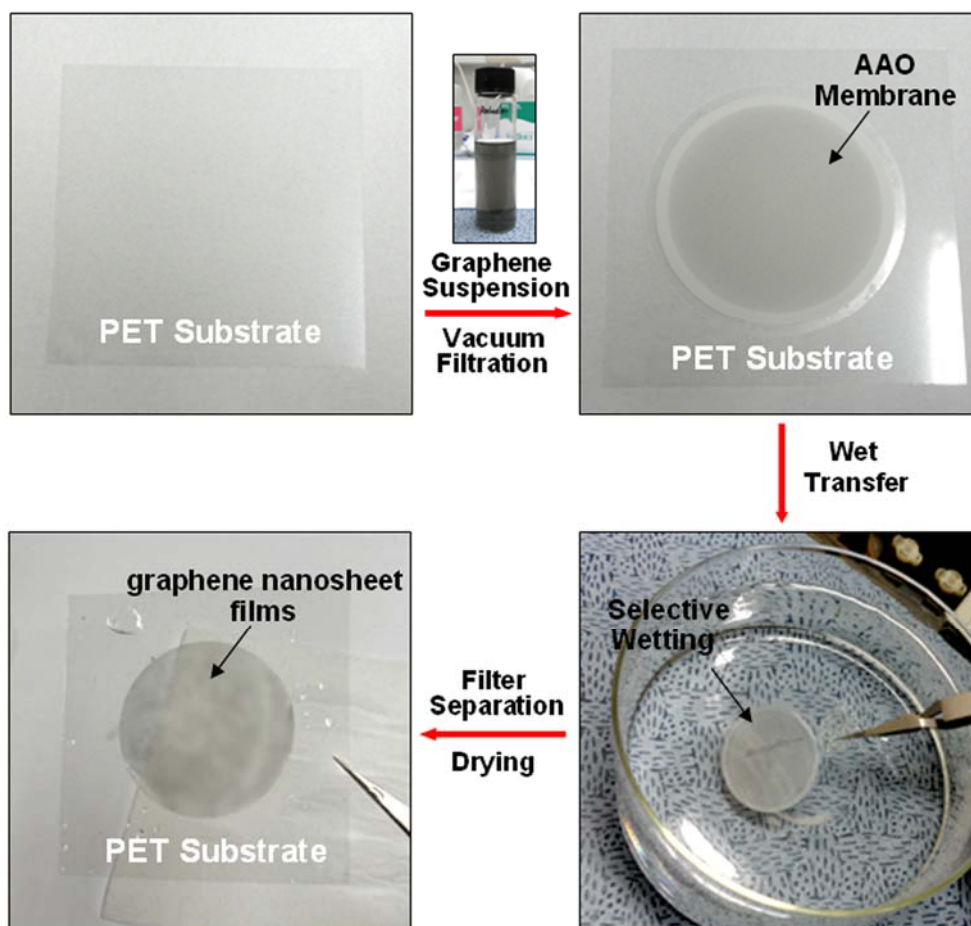 PET Substrate
Graphene
Suspension
Vacuum
Filtration
AAO
Membrane
PET Substrate
Wet
Transfer
Selective
Wetting
Filter
Separation
Drying
graphene nanosheet
films
PET Substrate